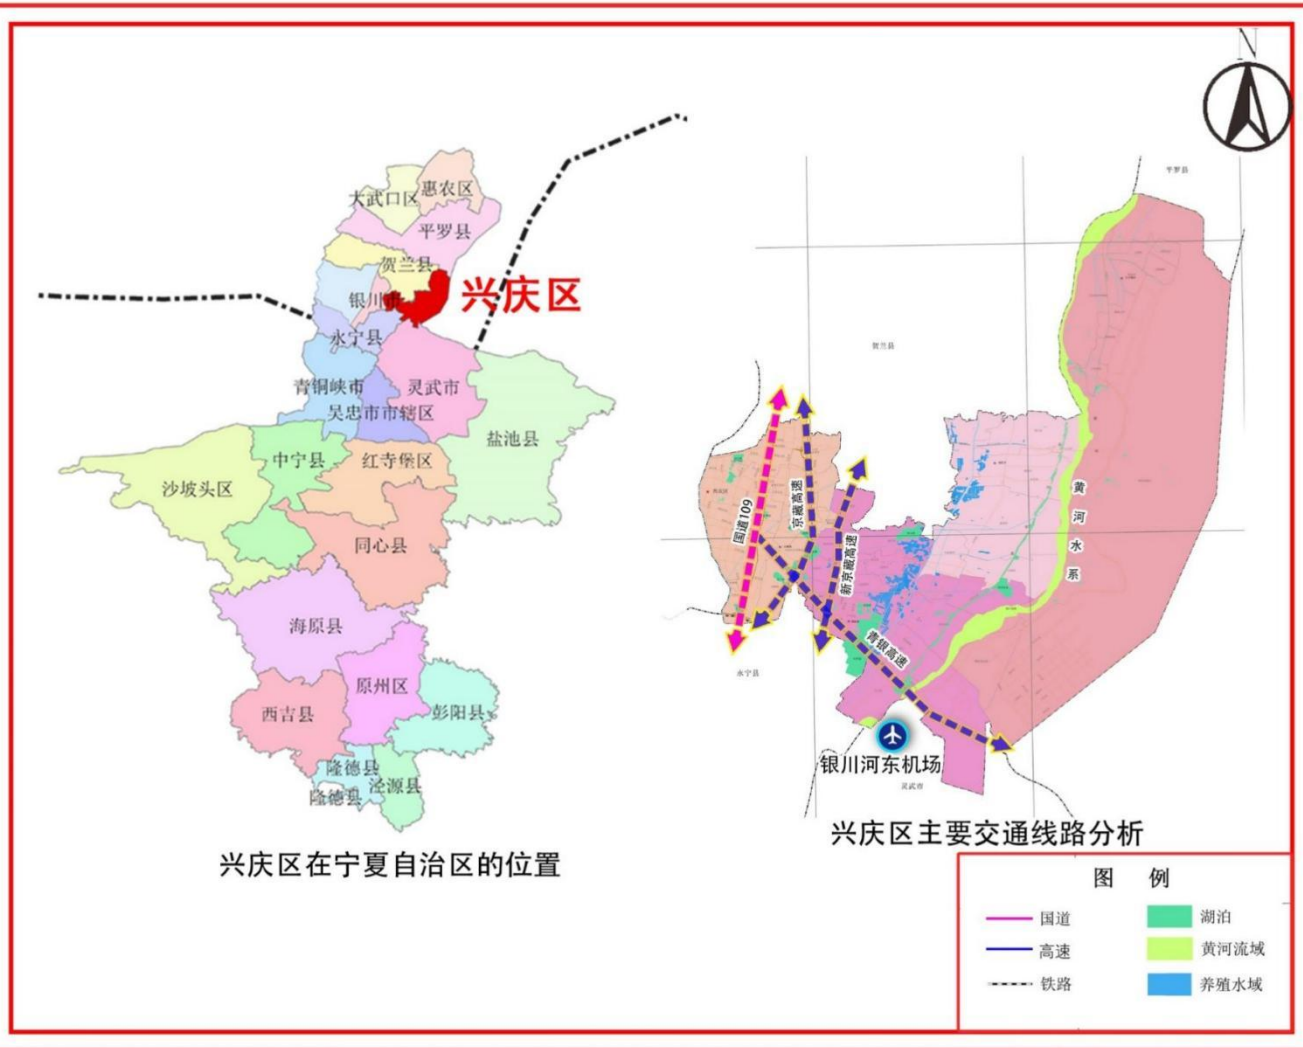 大武口区
惠农区
平罗县
贺兰县
兴庆区
银川市
永宁县
青铜峡市
灵武市
吴忠市市辖区
盐池县
中宁县
红寺堡区
沙坡头区
同心县
海原县
原州区
西吉县
彭阳县
隆德县
泾源县
隆德县
兴庆区在宁夏自治区的位置
平罗县
贺兰县
国道109
京藏高速
新京藏高速
青银高速
黄河水系
永宁县
银川河东机场
灵武市
兴庆区主要交通线路分析
图 例
国道
湖泊
高速
黄河流域
铁路
养殖水域